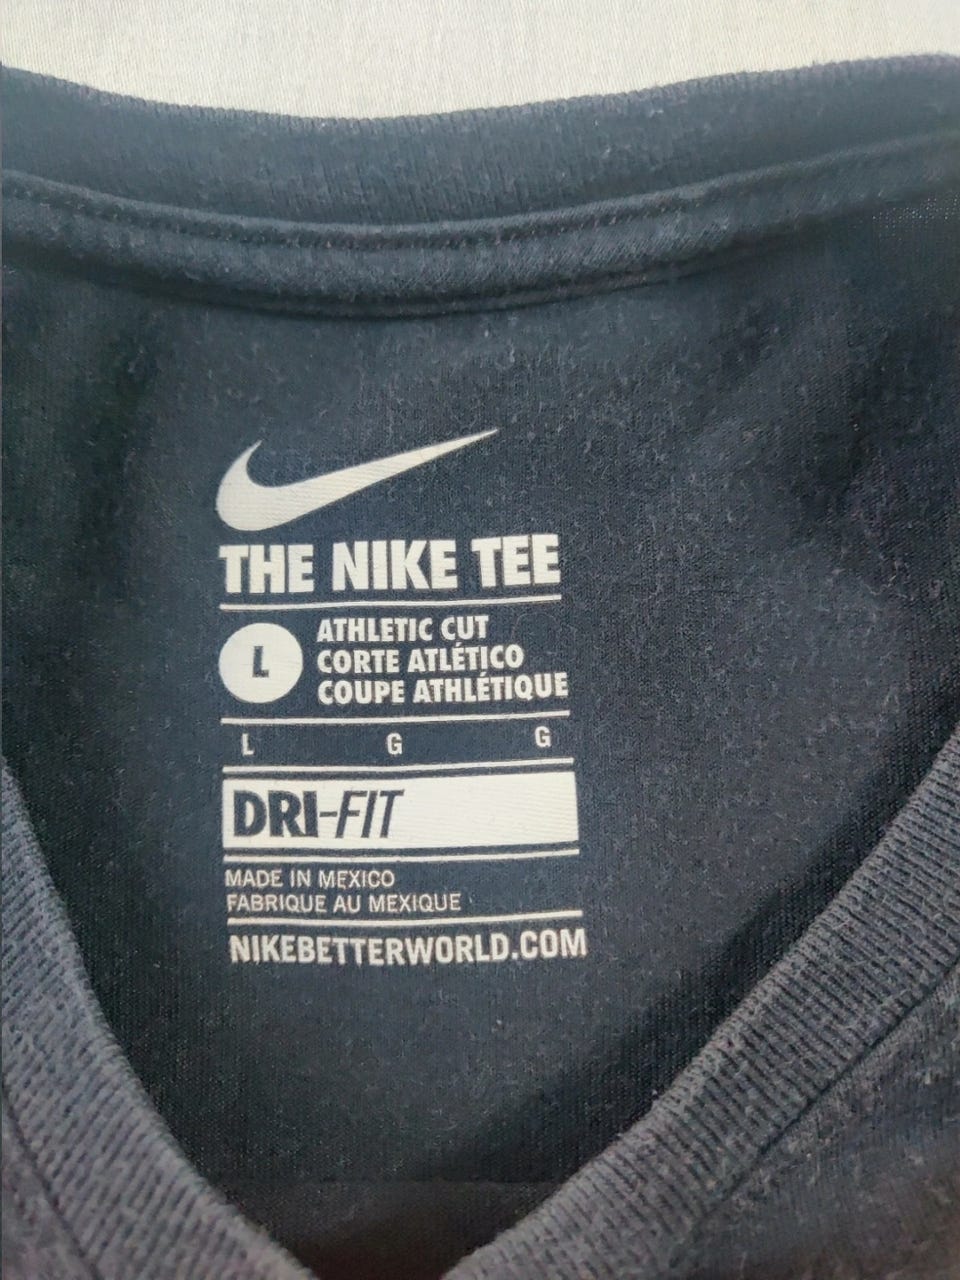 THE NIKE TEE
L
ATHLETIC CUT
CORTE ATLÉTICO
COUPE ATHLÉTIQUE
L G G
DRI-FIT
MADE IN MEXICO
FABRIQUE AU MEXIQUE
NIKEBETTERWORLD.COM